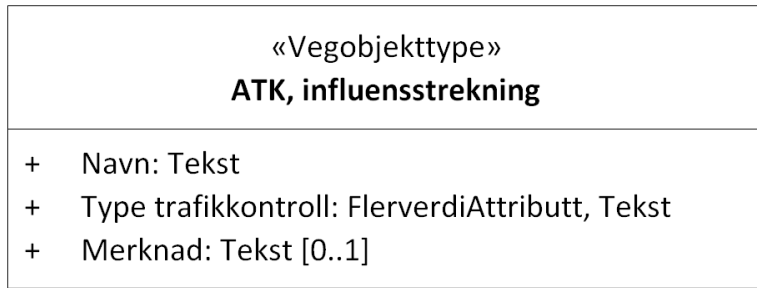 «Vegobjekttype»
ATK, influensstrekning
+ Navn: Tekst
+ Type trafikkontroll: FlerverdiAttributt, Tekst
+ Merknad: Tekst [0..1]